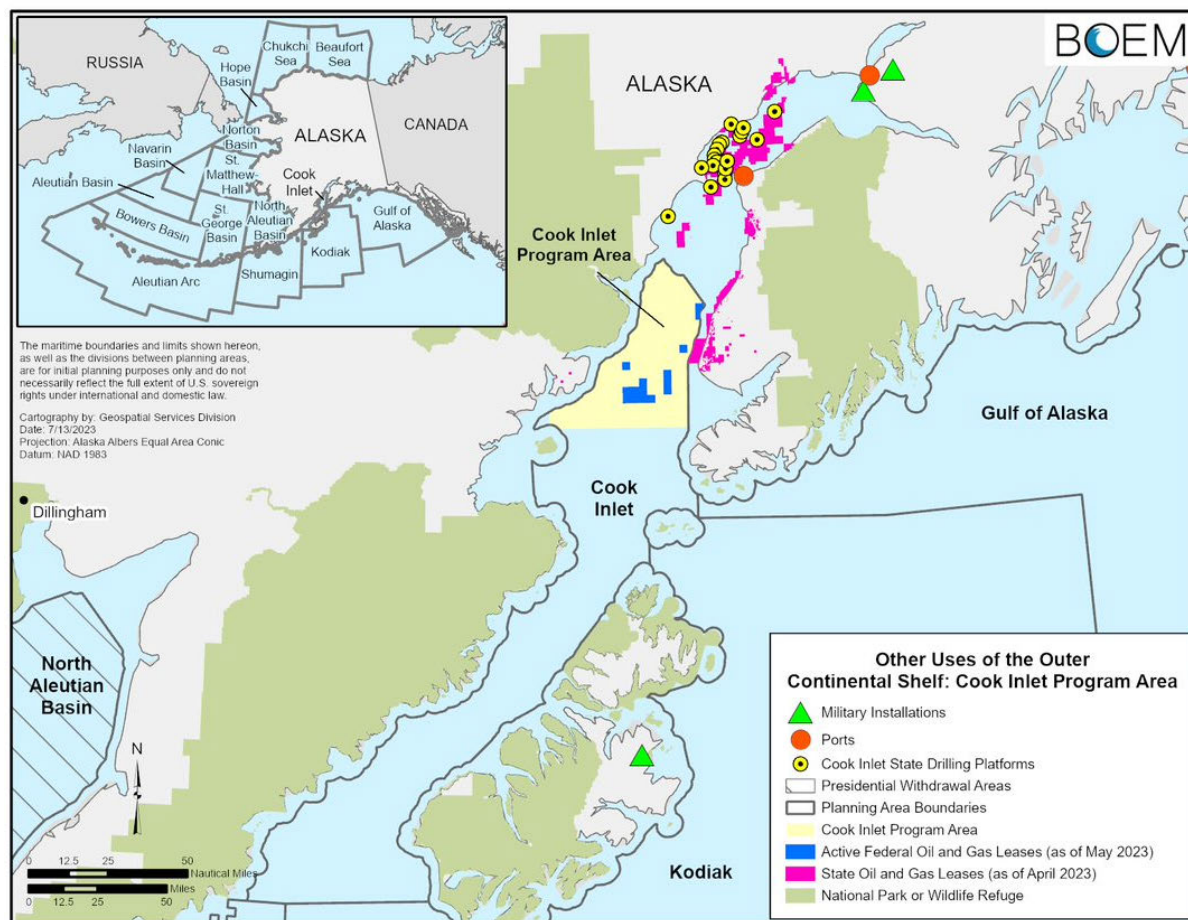 BOEM
RUSSIA
Chukchi
Sea
Beaufort
Sea
Hope
Basin
ALASKA
CANADA
Norton
Basin
Navarin
Basin
St.
Matthew-
Hall
Aleutian Basin
Cook
Inlet
Bowers Basin
St.
George
Basin
North
Aleutian
Basin
Gulf of
Alaska
Kodiak
Aleutian Arc
Shumagin
ALASKA
Cook Inlet
Program Area
The maritime boundaries and limits shown hereon,
as well as the divisions between planning areas,
are for initial planning purposes only and do not
necessarily reflect the full extent of U.S. sovereign
rights under international and domestic law.
Cartography by: Geospatial Services Division
Date: 7/13/2023
Projection: Alaska Albers Equal Area Conic
Datum: NAD 1983
Gulf of Alaska
Dillingham
Cook
Inlet
North
Aleutian
Basin
N
Kodiak
0 12.5 25 50
Nautical Miles
Miles
0 12.5 25 50
Other Uses of the Outer
Continental Shelf: Cook Inlet Program Area
Military Installations
Ports
Cook Inlet State Drilling Platforms
Presidential Withdrawal Areas
Planning Area Boundaries
Cook Inlet Program Area
Active Federal Oil and Gas Leases (as of May 2023)
State Oil and Gas Leases (as of April 2023)
National Park or Wildlife Refuge